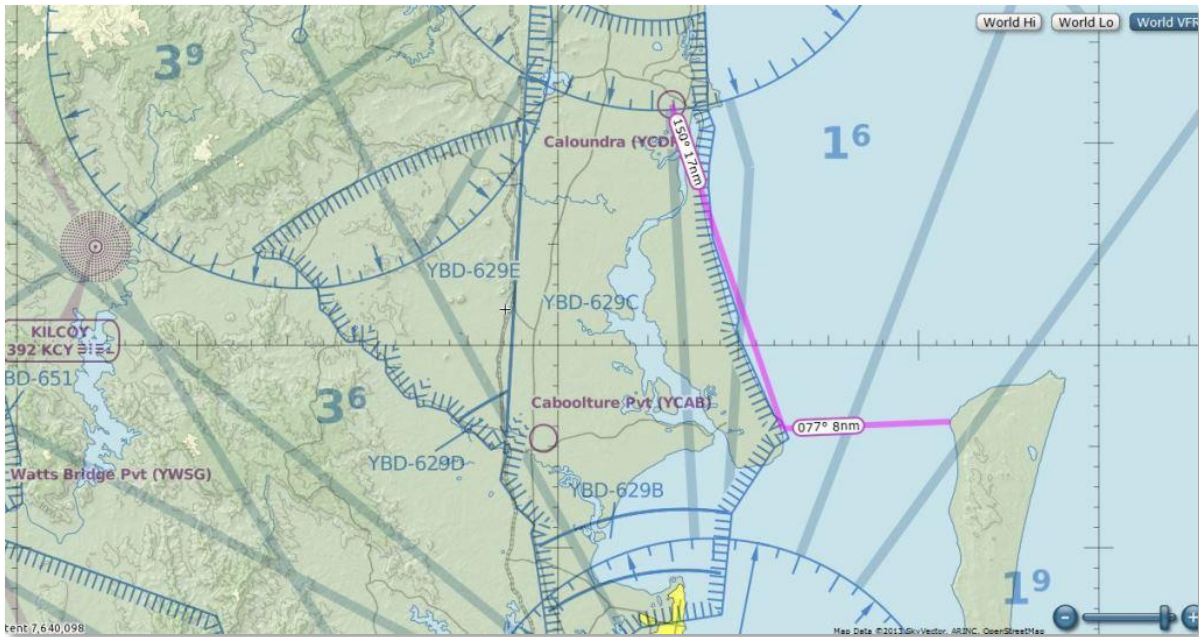 World Hi
World Lo
World VFR
3⁹
1⁶
Caloundra (YCD
150° 17nm
YBD-629E
YBD-629C
KILCOY
392 KCY
BD-651
3⁶
Caboolture Pvt (YCAB)
077° 8nm
YBD-629D
Watts Bridge Pvt (YWSG)
YBD-629B
1⁹
tent 7,640,098
Map Data ©2013 SkyVector, ARINC, OpenStreetMap